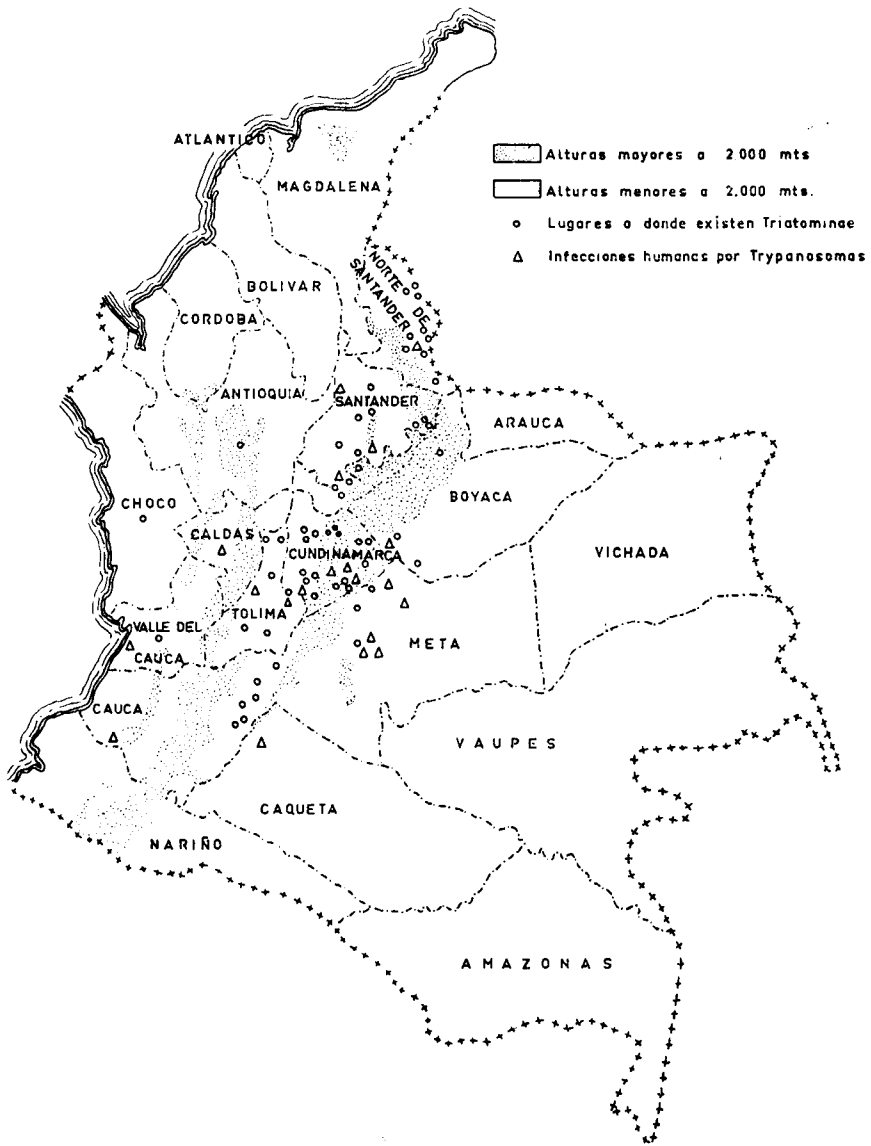 ATLANTICO
MAGDALENA
Alturas mayores a 2.000 mts
Alturas menores a 2,000 mts.
Lugares a donde existen Triatominae
Infecciones humanas por Trypanosomas
NORTE DE
SANTANDER
BOLIVAR
CORDOBA
ANTIOQUIA
SANTANDER
ARAUCA
CHOCO
BOYACA
CALDAS
CUNDINAMARCA
VICHADA
TOLIMA
VALLE DEL
CAUCA
META
CAUCA
VAUPES
CAQUETA
NARIÑO
AMAZONAS